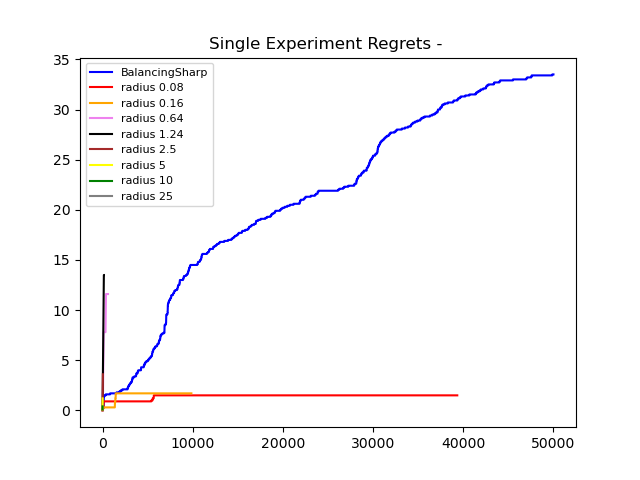 Single Experiment Regrets -
35
30
25
20
15
10
5
0
BalancingSharp
radius 0.08
radius 0.16
radius 0.64
radius 1.24
radius 2.5
radius 5
radius 10
radius 25
0 10000 20000 30000 40000 50000